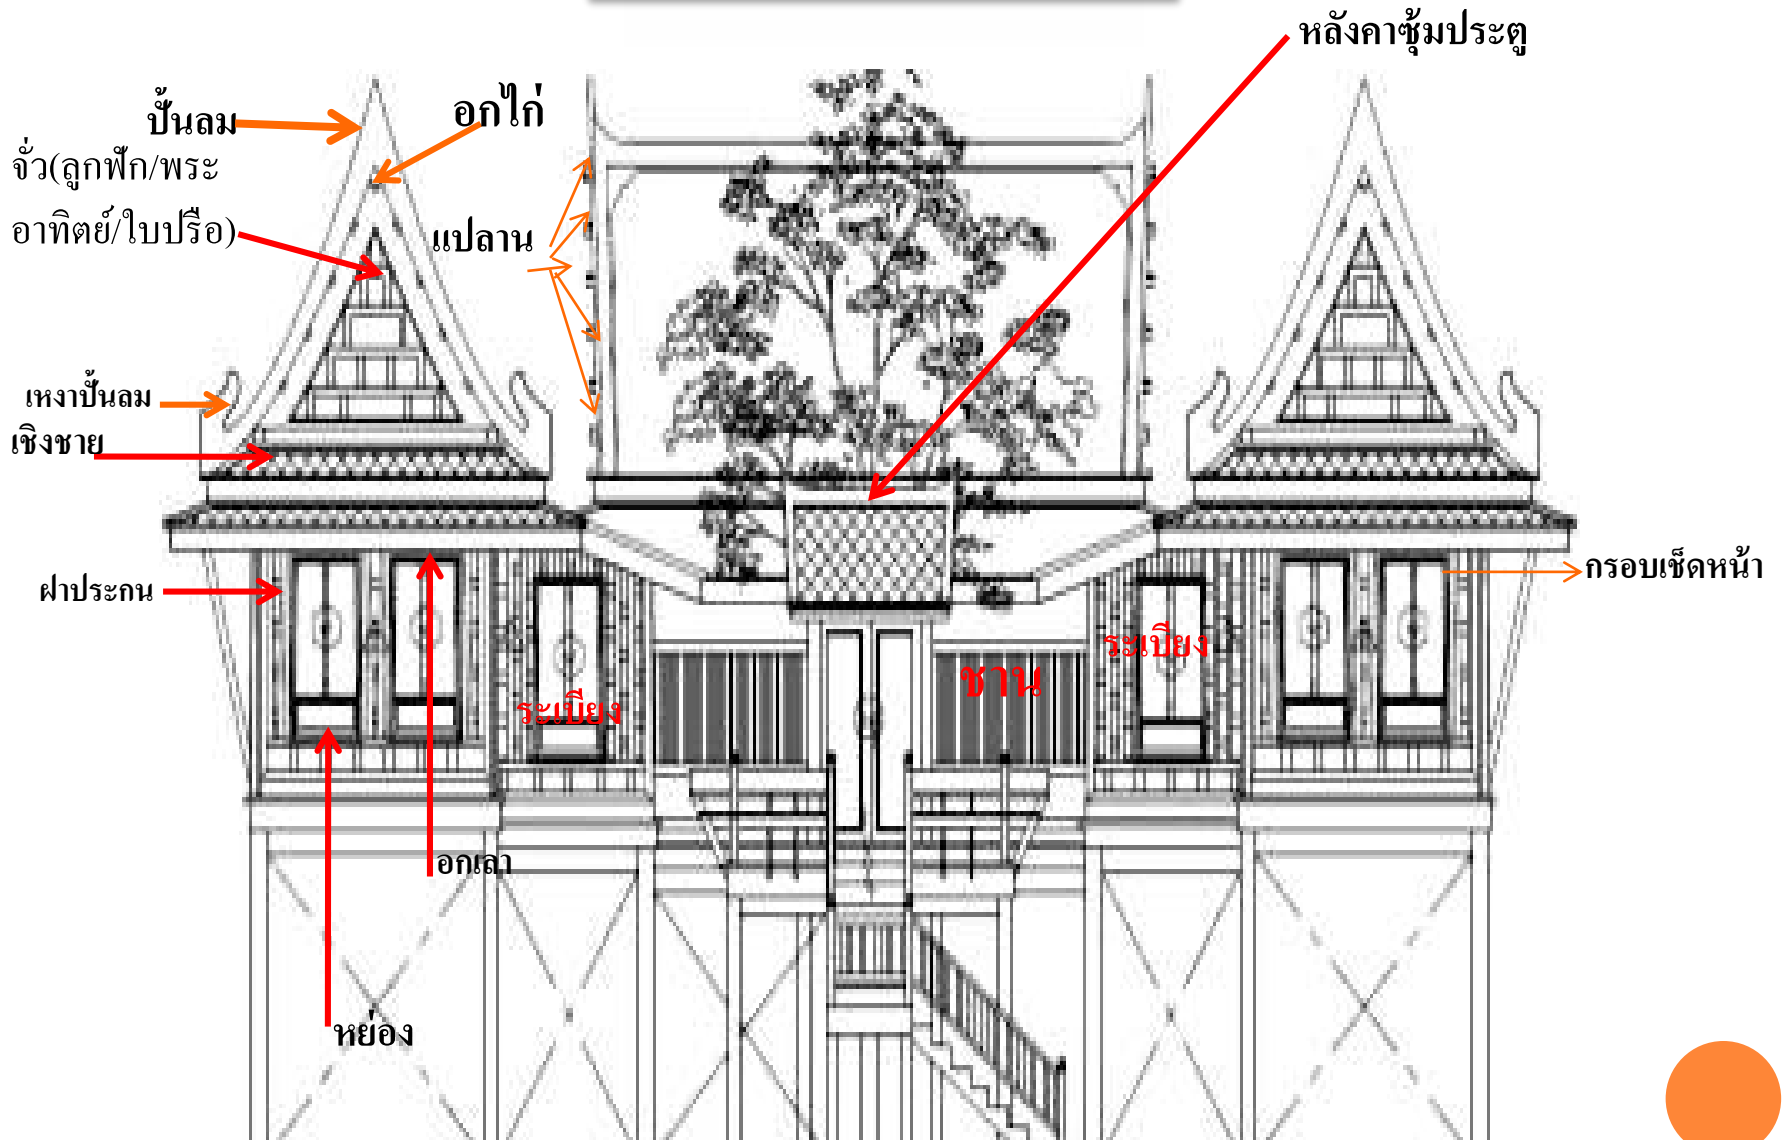 หลังคาซุ้มประตู
อกไก่
ปั้นลม
จั่ว(ลูกฟัก/พระ
อาทิตย์/ใบปรือ)
แปลาน
เหงาปั้นลม
เชิงชาย
ฝาประกน
กรอบเช็ดหน้า
ระเบียง
ชาน
ระเบียง
อกเลา
หย่อง